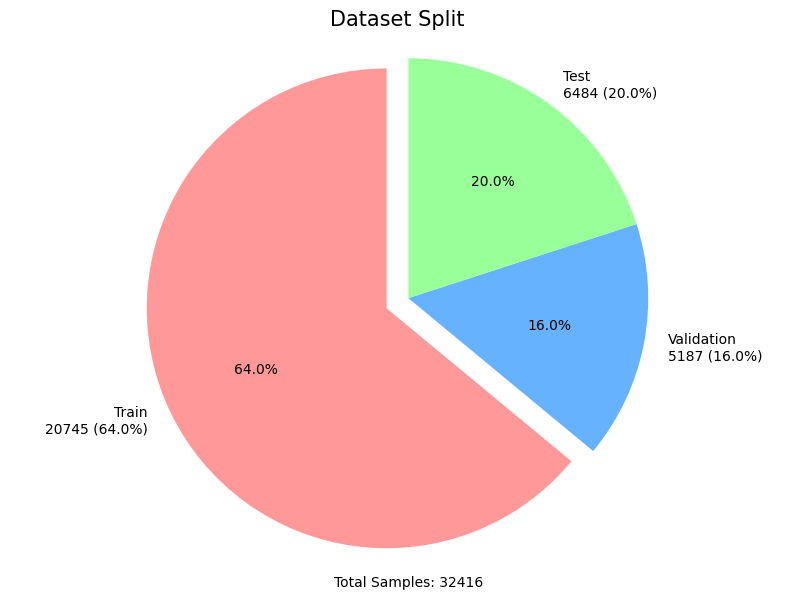 Dataset Split
Test
6484 (20.0%)
20.0%
16.0%
Validation
5187 (16.0%)
64.0%
Train
20745 (64.0%)
Total Samples: 32416